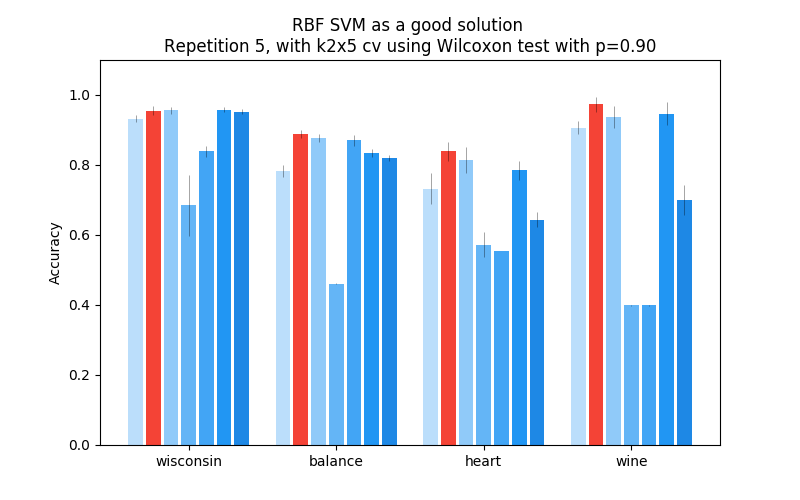 RBF SVM as a good solution
Repetition 5, with k2x5 cv using Wilcoxon test with p=0.90
1.0
0.8
0.6
0.4
0.2
0.0
Accuracy
wisconsin
balance
heart
wine